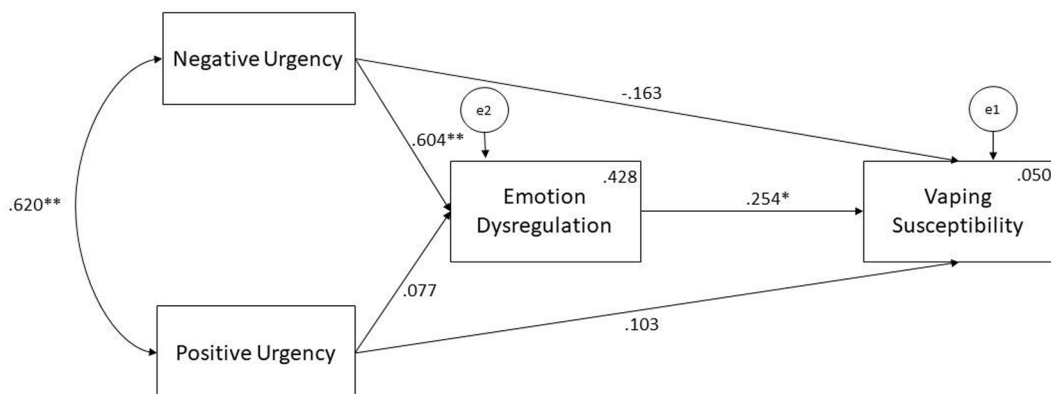 Negative Urgency
-.163
e2
e1
.604**
.620**
Emotion
Dysregulation
.428
.254*
Vaping
Susceptibility
.050
.077
.103
Positive Urgency